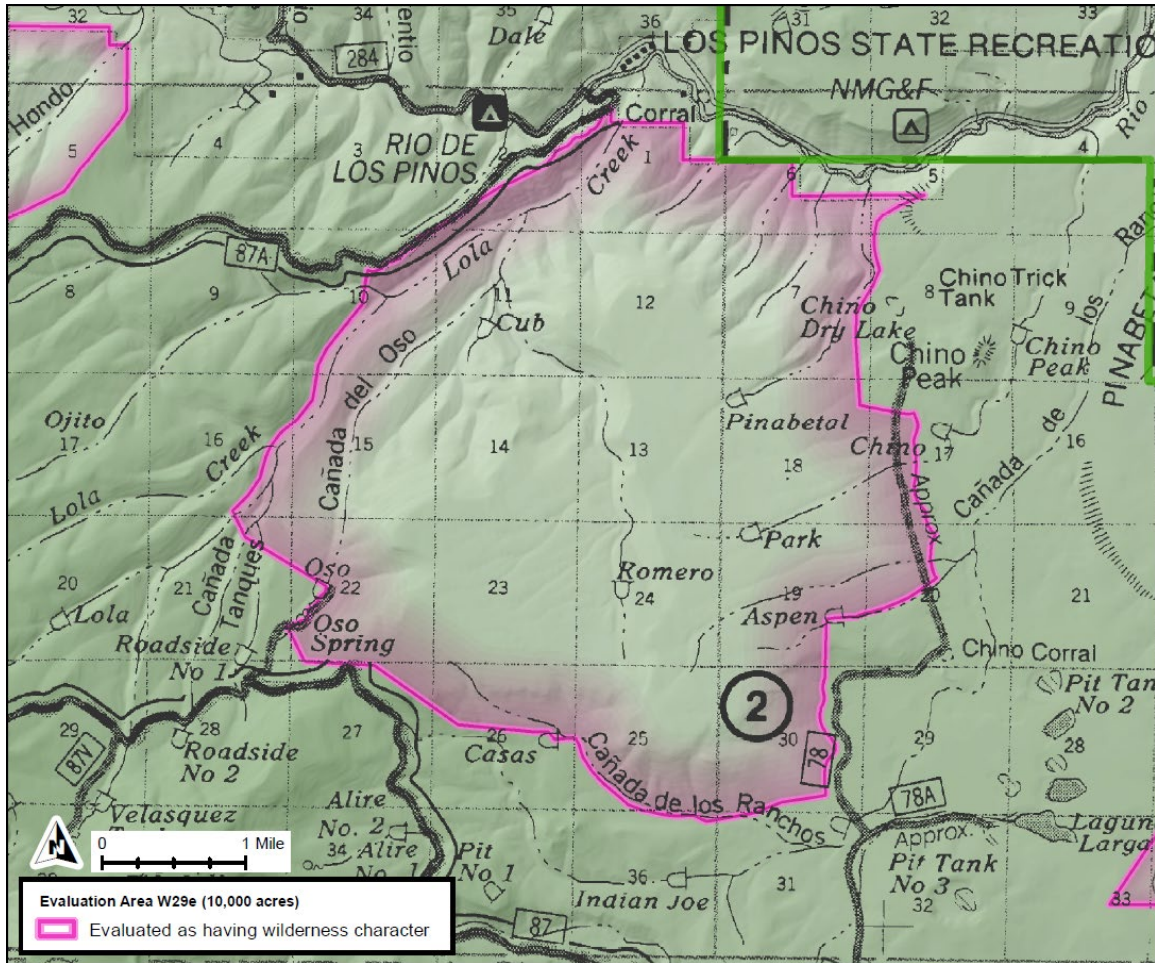 32
34
35
36
31
32
33
284
Dale
LOS PINOS STATE RECREATIO
NMG&F
Hondo
Corral
Rio
5
4
3
2
1
6
5
4
RIO DE
LOS PINOS
Creek
Lola
87A
8
9
10
11
12
7
8
9
Chino Trick
Tank
los
Ranc
PINABET
Cub
Chino
Dry Lake
Chino
Peak
Chino
Peak
Cañada del Oso
Ojito
17
16
15
14
13
Pinabetal
18
Chino
17
16
Creek
Lola
Approx
Cañada de
Cañada
Tanques
Park
20
21
Oso
22
23
Romero
24
19
20
21
Lola
Aspen
Oso
Spring
Roadside
No 1
Chino Corral
2
Pit Tan
No 2
29
28
27
26
25
30
29
28
87V
Roadside
No 2
Casas
78
Cañada de los Ranchos
78A
Velasquez
Alire
No. 2
34
Alire
No. 1
Pit
No 1
Approx.
Lagun
Larga
Pit Tank
No 3
36
31
32
33
Indian Joe
87
N
0 1 Mile
Evaluation Area W29e (10,000 acres)
Evaluated as having wilderness character